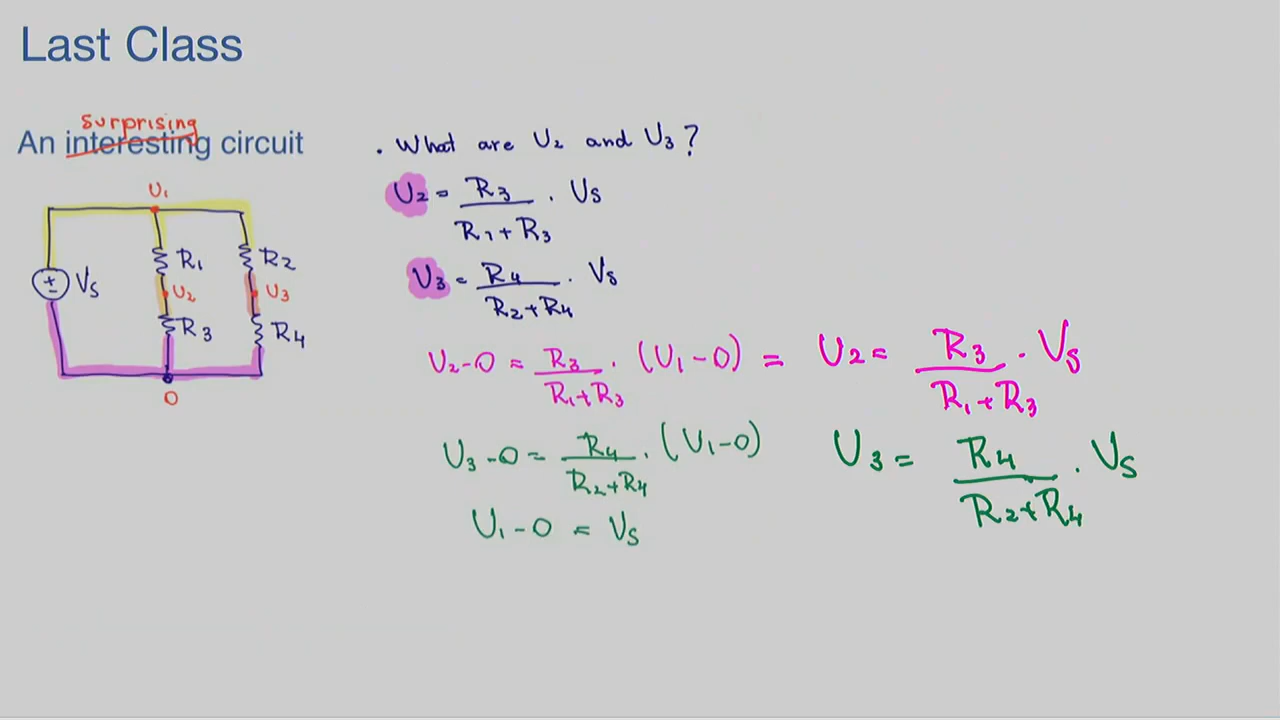 Last Class
surprising
An interesting circuit
U₁
R₁
R₂
Vs
+
-
U₂
U₃
R₃
R₄
0
. What are U₂ and U₃?
U₂ = R₃ / R₁+R₃ . Us
U₃ = R₄ / R₂+R₄ . Vs
U₂-0 = R₃ / R₁+R₃ . (U₁-0) = U₂ = R₃ / R₁+R₃ . Vs
U₃-0 = R₄ / R₂+R₄ . (U₁-0) U₃ = R₄ / R₂+R₄ . Vs
U₁-0 = Vs